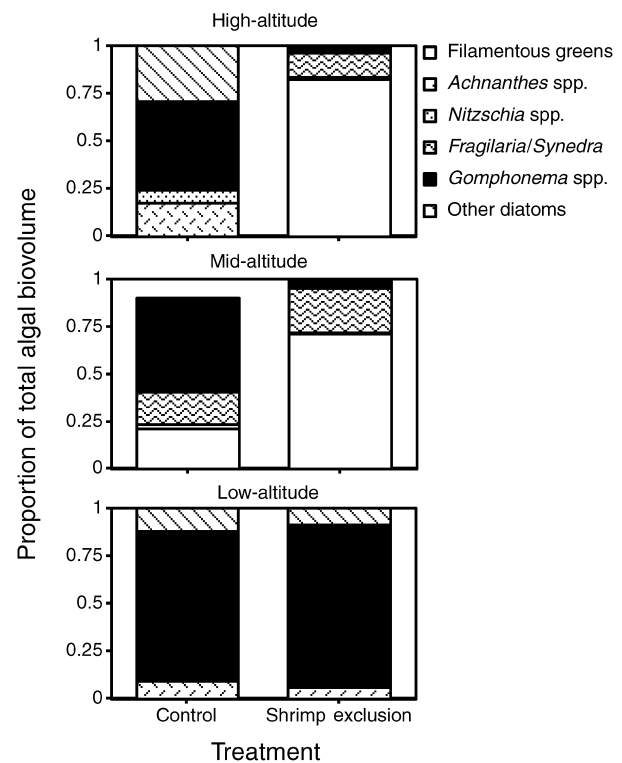 High-altitude
1
0.75
0.5
0.25
0
Filamentous greens
Achnanthes spp.
Nitzschia spp.
Fragilaria/Synedra
Gomphonema spp.
Other diatoms
Proportion of total algal biovolume
Mid-altitude
1
0.75
0.5
0.25
0
Low-altitude
1
0.75
0.5
0.25
0
Control Shrimp exclusion
Treatment